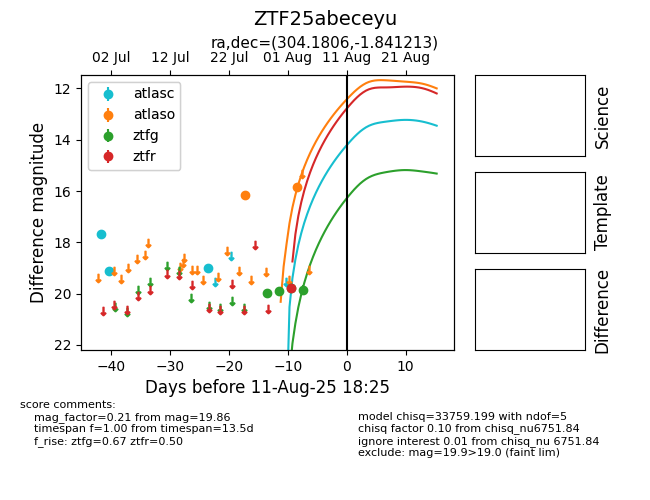 ZTF25abeceyu
ra,dec=(304.1806,-1.841213)
02 Jul 12 Jul 22 Jul 01 Aug 11 Aug 21 Aug
12
14
16
18
20
22
Difference magnitude
atlasc
atlaso
ztfg
ztfr
−40 −30 −20 −10 0 10
Days before 11-Aug-25 18:25
Science
Template
Difference
score comments:
mag_factor=0.21 from mag=19.86
timespan f=1.00 from timespan=13.5d
f_rise: ztfg=0.67 ztfr=0.50
model chisq=33759.199 with ndof=5
chisq factor 0.10 from chisq_nu6751.84
ignore interest 0.01 from chisq_nu 6751.84
exclude: mag=19.9>19.0 (faint lim)